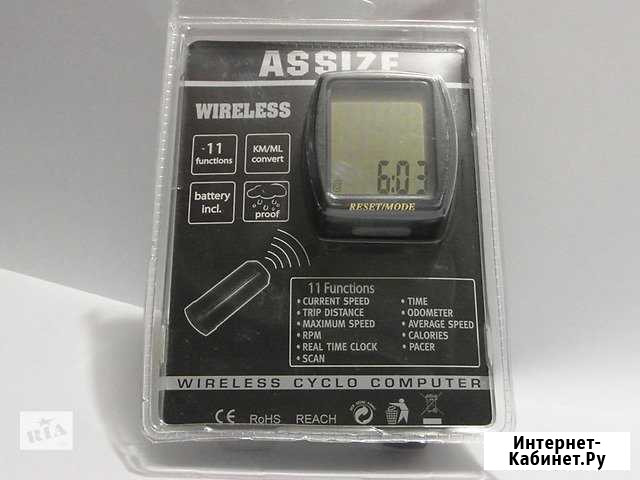 ASSIZE
WIRELESS
-11
functions
KM/ML
convert
battery
incl.
proof
6:03
RESET/MODE
11 Functions
• CURRENT SPEED
• TRIP DISTANCE
• MAXIMUM SPEED
• RPM
• REAL TIME CLOCK
• SCAN
• TIME
• ODOMETER
• AVERAGE SPEED
• CALORIES
• PACER
WIRELESS CYCLO COMPUTER
CE RoHS REACH
RIA
Интернет-
Кабинет.Ру